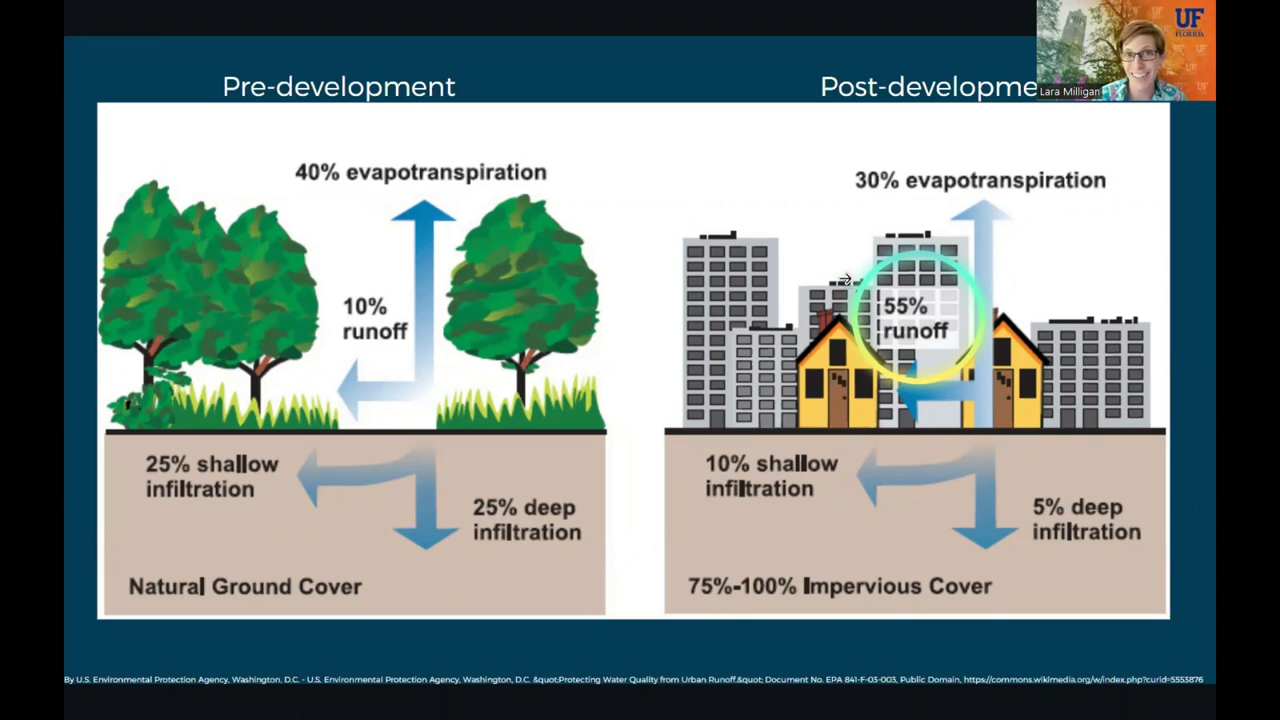 UF
FLORIDA
Lara Milligan
Pre-development
Post-developme
40% evapotranspiration
10%
runoff
25% shallow
infiltration
25% deep
infiltration
Natural Ground Cover
30% evapotranspiration
55%
runoff
10% shallow
infiltration
5% deep
infiltration
75%-100% Impervious Cover
By U.S. Environmental Protection Agency, Washington, D.C. - U.S. Environmental Protection Agency, Washington, D.C. &quot;Protecting Water Quality from Urban Runoff.&quot; Document No. EPA 841-F-03-003, Public Domain, https://commons.wikimedia.org/w/index.php?curid=5553876